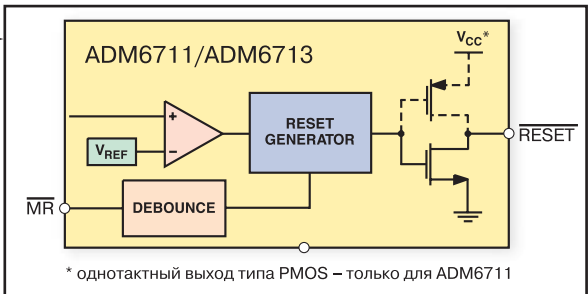 ADM6711/ADM6713
VCC*
+
VREF
–
RESET
GENERATOR
RESET
MR
DEBOUNCE
* однотактный выход типа PMOS – только для ADM6711